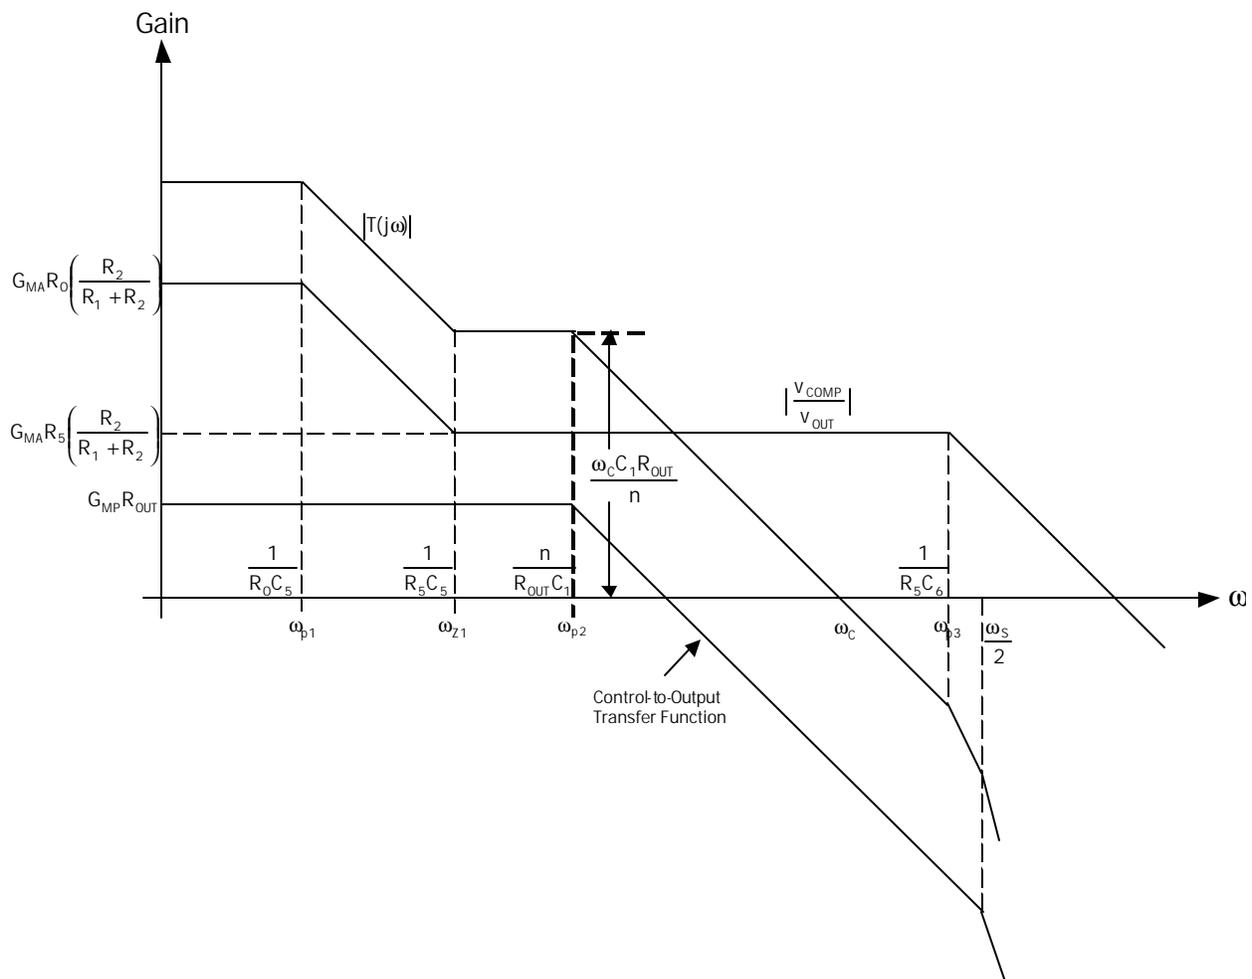 Gain
|T(jω)|
G_MA R_O (R_2 / (R_1 + R_2))
|v_COMP / v_OUT|
G_MA R_5 (R_2 / (R_1 + R_2))
ω_C C_1 R_OUT / n
G_MP R_OUT
1 / (R_O C_5)
1 / (R_5 C_5)
n / (R_OUT C_1)
1 / (R_5 C_6)
ω
ω_p1
ω_Z1
ω_p2
ω_C
ω_p3
ω_S / 2
Control-to-Output
Transfer Function